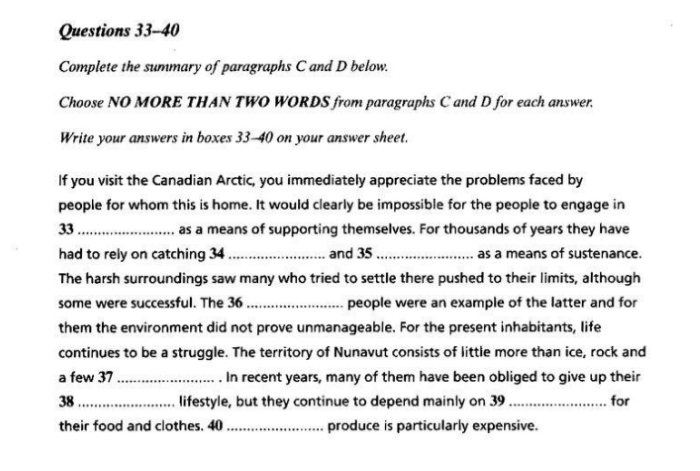 Questions 33–40
Complete the summary of paragraphs C and D below.
Choose NO MORE THAN TWO WORDS from paragraphs C and D for each answer.
Write your answers in boxes 33–40 on your answer sheet.
If you visit the Canadian Arctic, you immediately appreciate the problems faced by
people for whom this is home. It would clearly be impossible for the people to engage in
33 ........................ as a means of supporting themselves. For thousands of years they have
had to rely on catching 34 ........................ and 35 ........................ as a means of sustenance.
The harsh surroundings saw many who tried to settle there pushed to their limits, although
some were successful. The 36 ........................ people were an example of the latter and for
them the environment did not prove unmanageable. For the present inhabitants, life
continues to be a struggle. The territory of Nunavut consists of little more than ice, rock and
a few 37 ........................ . In recent years, many of them have been obliged to give up their
38 ........................ lifestyle, but they continue to depend mainly on 39 ........................ for
their food and clothes. 40 ........................ produce is particularly expensive.